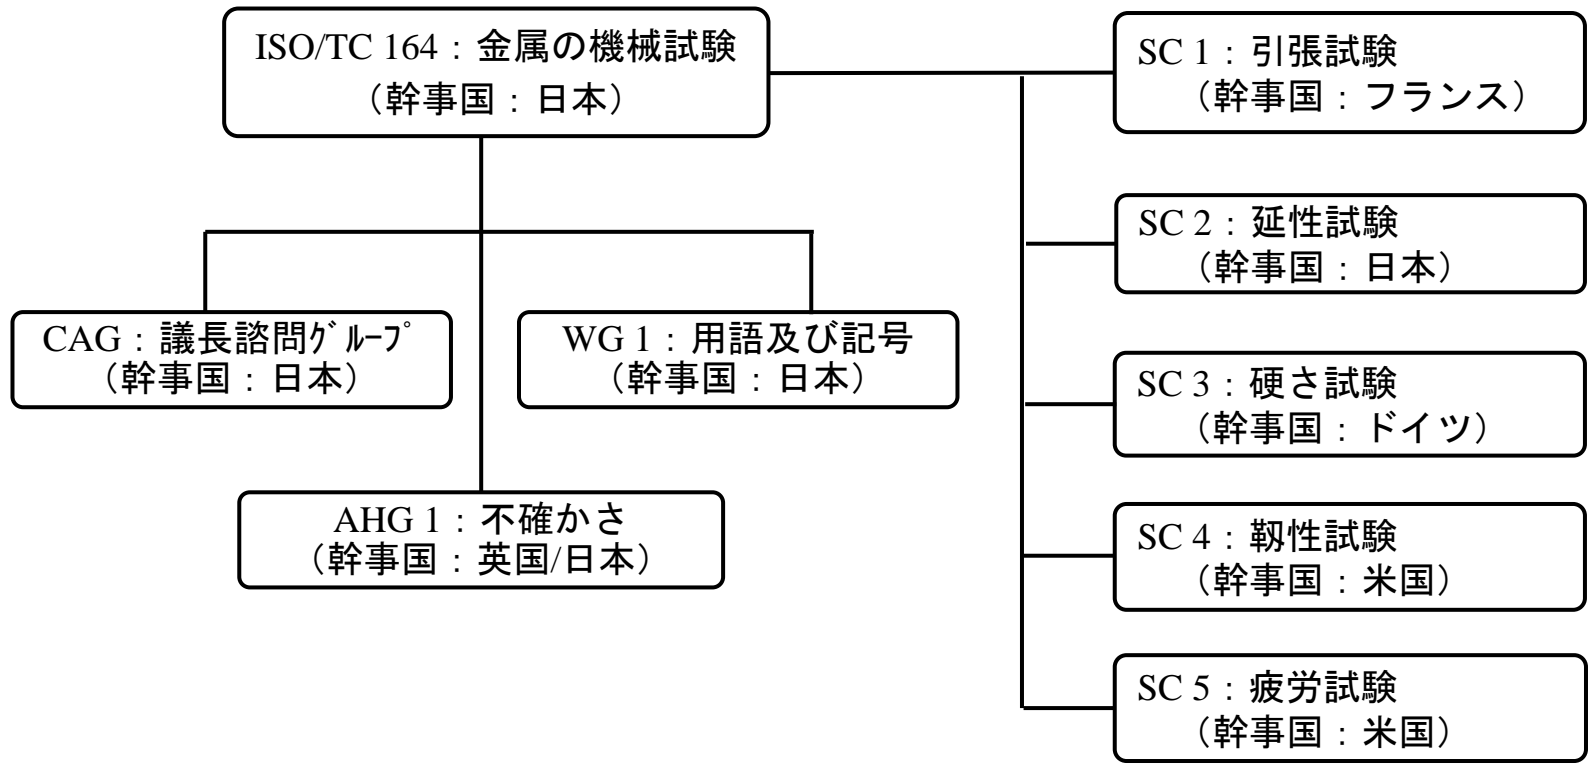 ISO/TC 164：金属の機械試験
（幹事国：日本）
CAG：議長諮問ｸﾞﾙｰﾌﾟ
（幹事国：日本）
WG 1：用語及び記号
（幹事国：日本）
AHG 1：不確かさ
（幹事国：英国/日本）
SC 1：引張試験
（幹事国：フランス）
SC 2：延性試験
（幹事国：日本）
SC 3：硬さ試験
（幹事国：ドイツ）
SC 4：靱性試験
（幹事国：米国）
SC 5：疲労試験
（幹事国：米国）